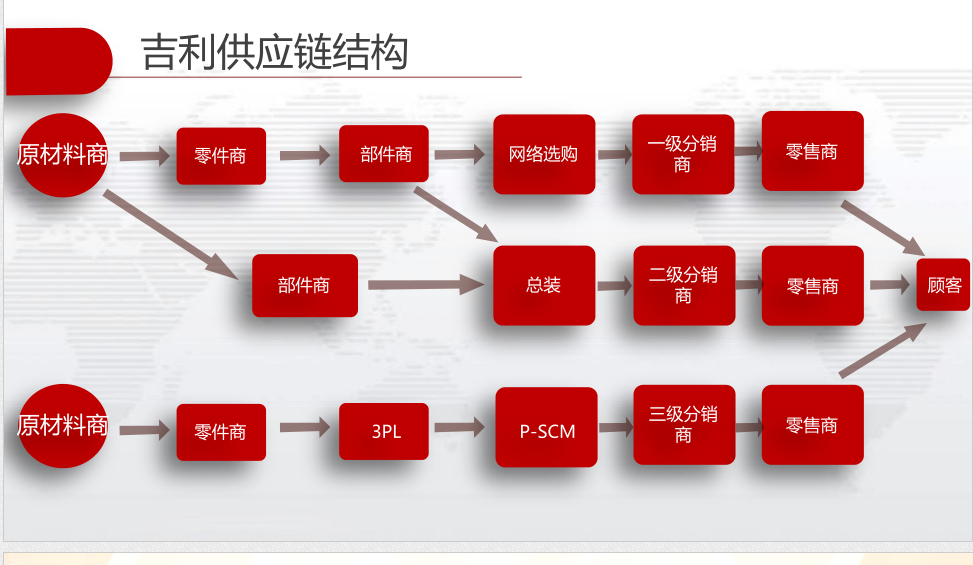 吉利供应链结构
原材料商
零件商
部件商
网络选购
一级分销
商
零售商
部件商
总装
二级分销
商
零售商
顾客
原材料商
零件商
3PL
P-SCM
三级分销
商
零售商